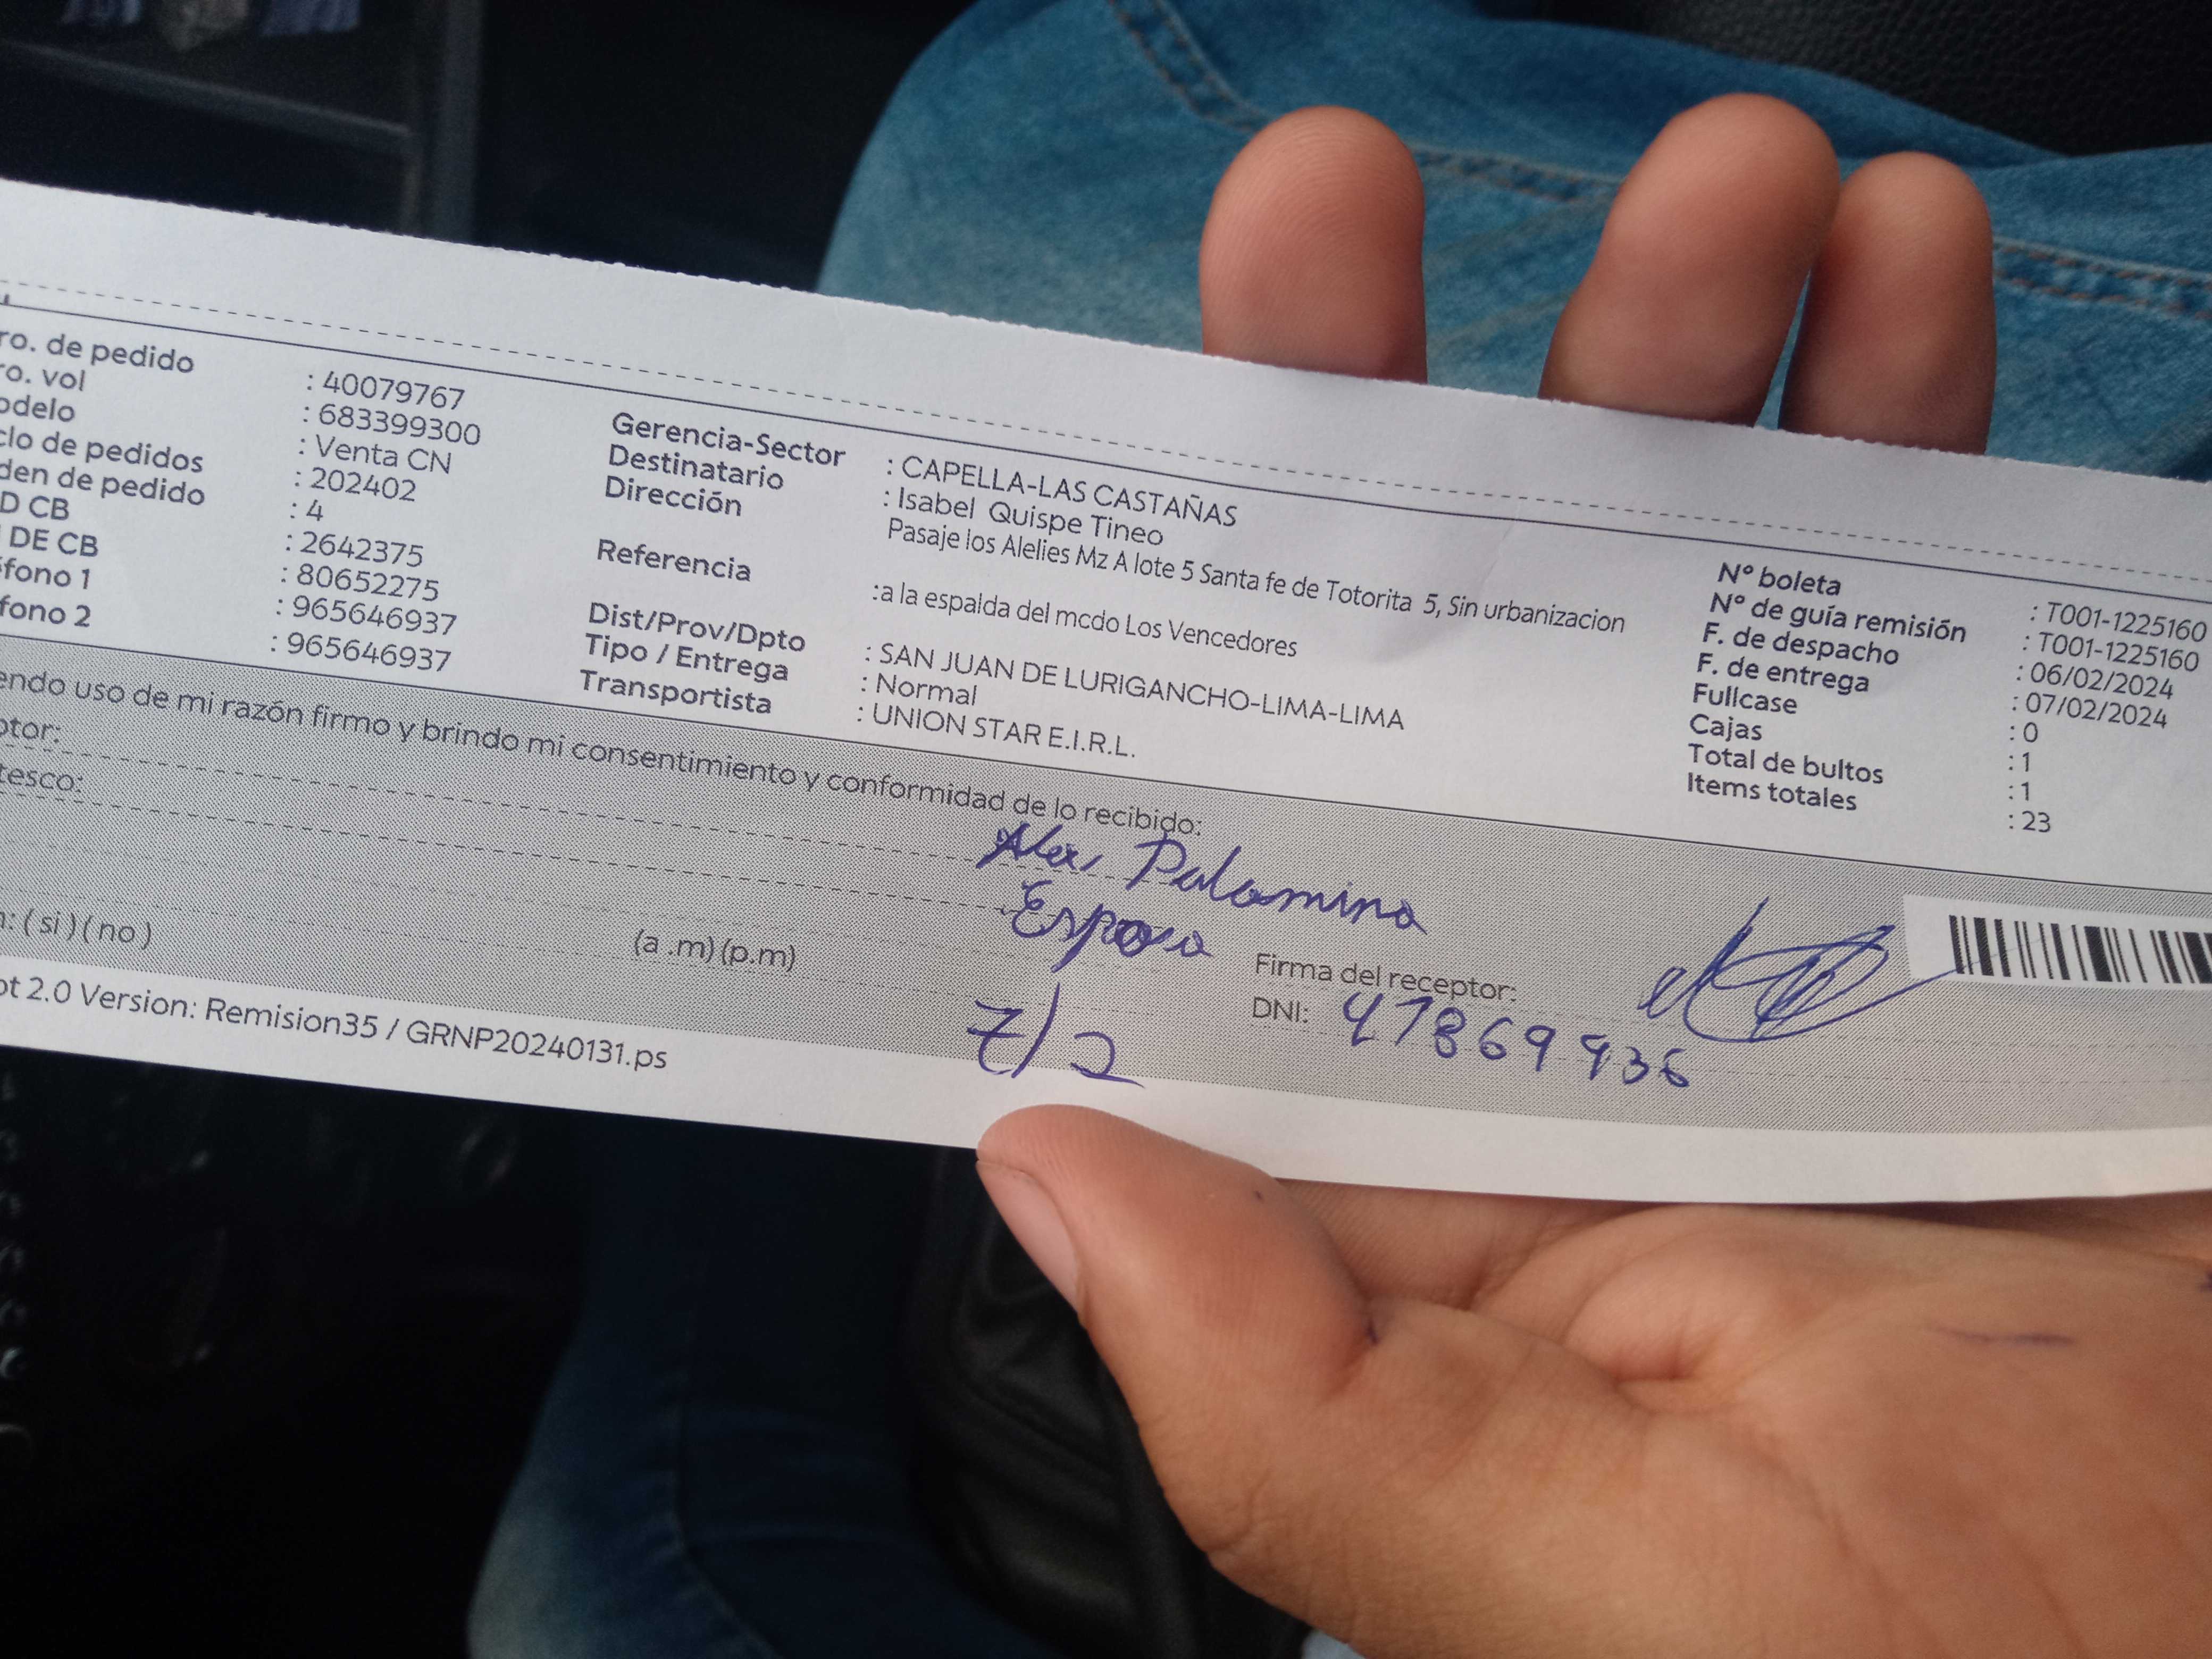 ro. de pedido : 40079767
ro. vol : 683399300
odelo : Venta CN
clo de pedidos : 202402
den de pedido : 4
D CB : 2642375
DE CB : 80652275
fono 1 : 965646937
fono 2 : 965646937
Gerencia-Sector : CAPELLA-LAS CASTAÑAS
Destinatario : Isabel Quispe Tineo
Dirección Pasaje los Alelies Mz A lote 5 Santa fe de Totorita 5, Sin urbanizacion
Referencia :a la espalda del mcdo Los Vencedores
Dist/Prov/Dpto : SAN JUAN DE LURIGANCHO-LIMA-LIMA
Tipo / Entrega : Normal
Transportista : UNION STAR E.I.R.L.
N° boleta : T001-1225160
N° de guía remisión : T001-1225160
F. de despacho : 06/02/2024
F. de entrega : 07/02/2024
Fullcase : 0
Cajas : 1
Total de bultos : 1
Items totales : 23
endo uso de mi razón firmo y brindo mi consentimiento y conformidad de lo recibido:
ptor: Alex Palomino
tesco: Esposo
n: ( si ) ( no ) (a .m) (p.m) 7/2
Firma del receptor:
DNI: 47869936
ot 2.0 Version: Remision35 / GRNP20240131.ps